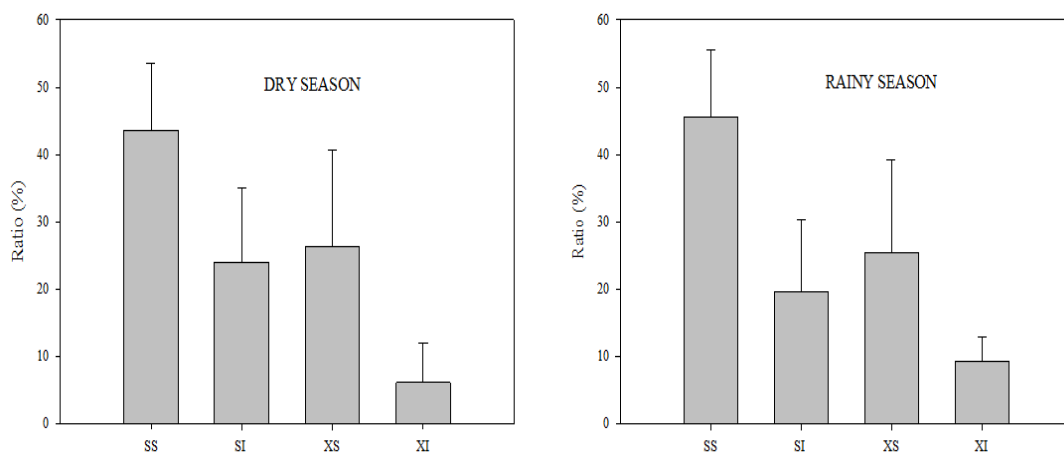 60
50
40
30
20
10
0
Ratio (%)
DRY SEASON
SS SI XS XI
60
50
40
30
20
10
0
Ratio (%)
RAINY SEASON
SS SI XS XI